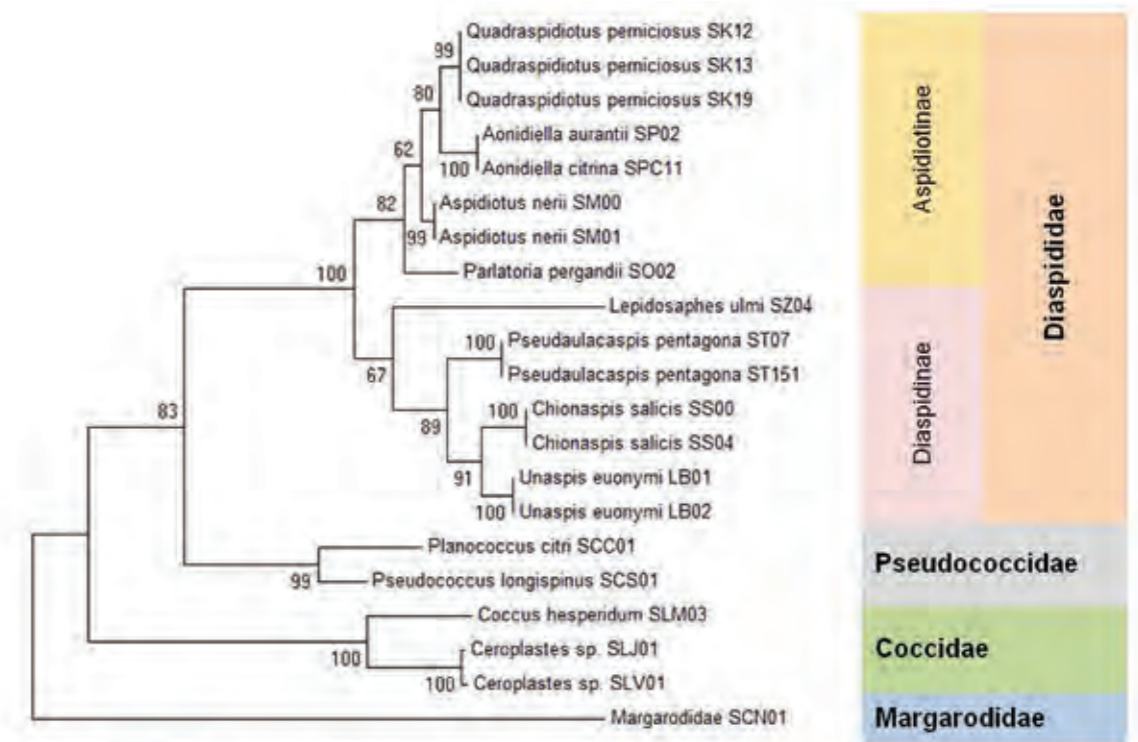 Quadraspidiotus perniciosus SK12
99
Quadraspidiotus perniciosus SK13
80
Quadraspidiotus perniciosus SK19
Aonidiella aurantii SP02
62
100
Aonidiella citrina SPC11
82
Aspidiotus nerii SM00
99
Aspidiotus nerii SM01
100
Parlatoria pergandii SO02
Lepidosaphes ulmi SZ04
100
Pseudaulacaspis pentagona ST07
67
Pseudaulacaspis pentagona ST151
83
100
Chionaspis salicis SS00
89
Chionaspis salicis SS04
91
Unaspis euonymi LB01
100
Unaspis euonymi LB02
Planococcus citri SCC01
99
Pseudococcus longispinus SCS01
Coccus hesperidum SLM03
100
Ceroplastes sp. SLJ01
100
Ceroplastes sp. SLV01
Margarodidae SCN01
Aspidiotinae
Diaspididae
Diaspidinae
Pseudococcidae
Coccidae
Margarodidae